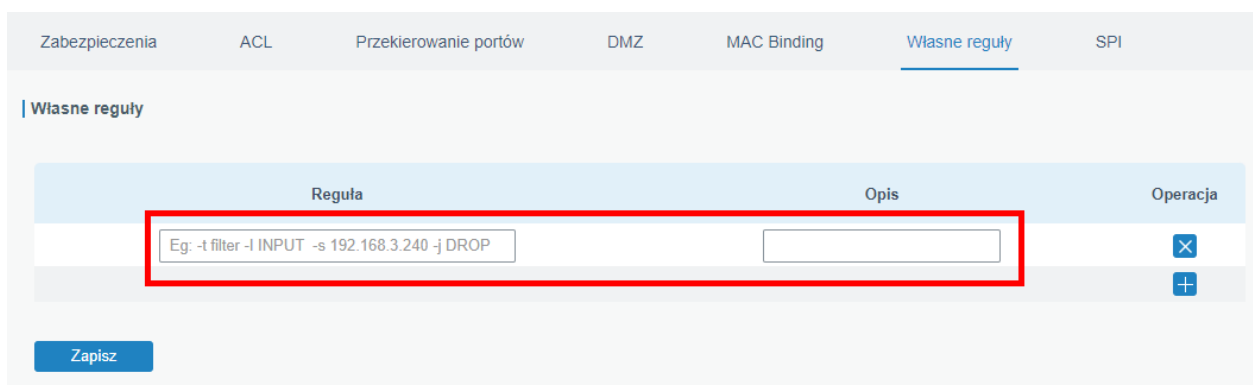 Zabezpieczenia ACL Przekierowanie portów DMZ MAC Binding Własne reguły SPI
Własne reguły
Reguła Opis Operacja
Eg: -t filter -I INPUT -s 192.168.3.240 -j DROP
Zapisz